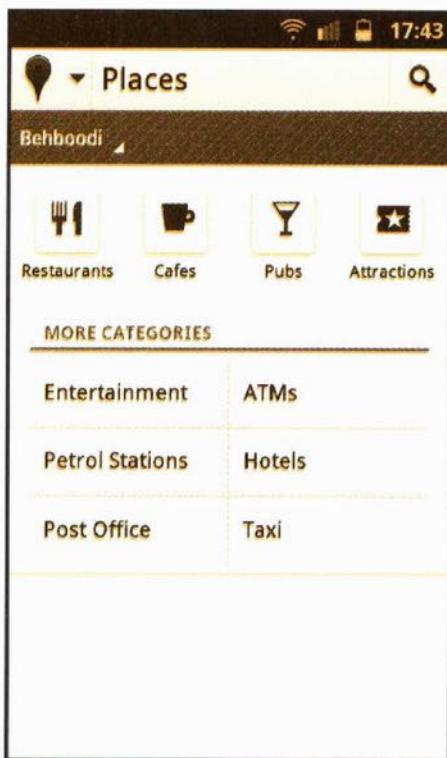 17:43
Places
Behboodi
Restaurants Cafes Pubs Attractions
MORE CATEGORIES
Entertainment ATMs
Petrol Stations Hotels
Post Office Taxi